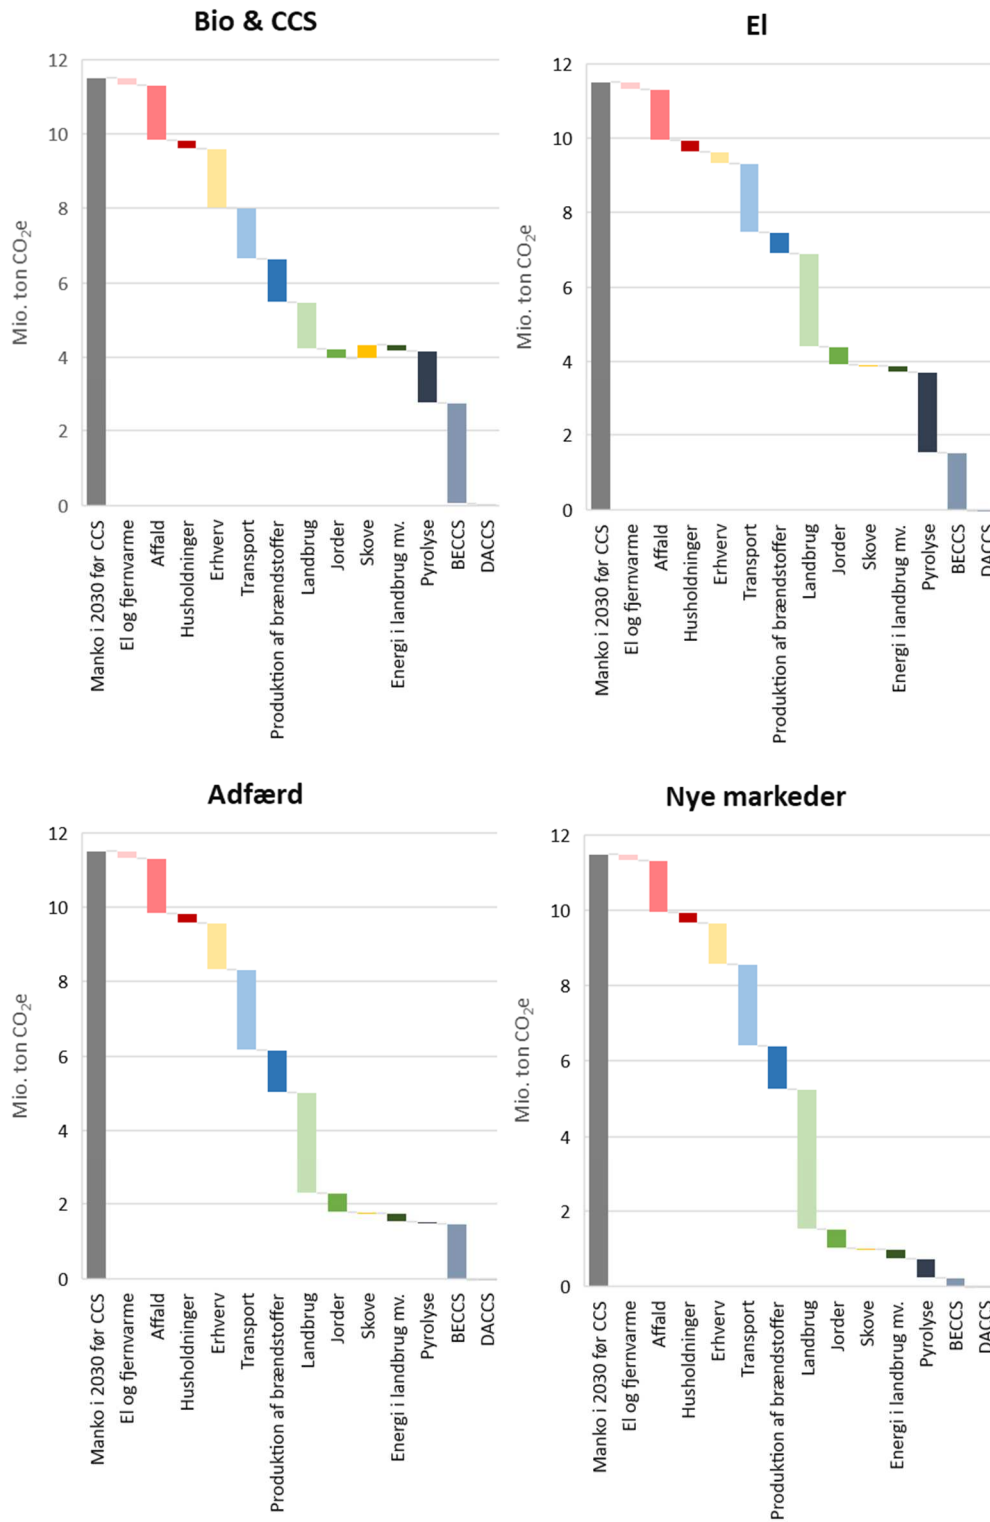 Bio & CCS
12
10
8
6
4
2
0
Mio. ton CO₂e
Manko i 2030 før CCS
El og fjernvarme
Affald
Husholdninger
Erhverv
Transport
Produktion af brændstoffer
Landbrug
Jorder
Skove
Energi i landbrug mv.
Pyrolyse
BECCS
DACCS
El
12
10
8
6
4
2
0
Mio. ton CO₂e
Manko i 2030 før CCS
El og fjernvarme
Affald
Husholdninger
Erhverv
Transport
Produktion af brændstoffer
Landbrug
Jorder
Skove
Energi i landbrug mv.
Pyrolyse
BECCS
DACCS
Adfærd
12
10
8
6
4
2
0
Mio. ton CO₂e
Manko i 2030 før CCS
El og fjernvarme
Affald
Husholdninger
Erhverv
Transport
Produktion af brændstoffer
Landbrug
Jorder
Skove
Energi i landbrug mv.
Pyrolyse
BECCS
DACCS
Nye markeder
12
10
8
6
4
2
0
Mio. ton CO₂e
Manko i 2030 før CCS
El og fjernvarme
Affald
Husholdninger
Erhverv
Transport
Produktion af brændstoffer
Landbrug
Jorder
Skove
Energi i landbrug mv.
Pyrolyse
BECCS
DACCS